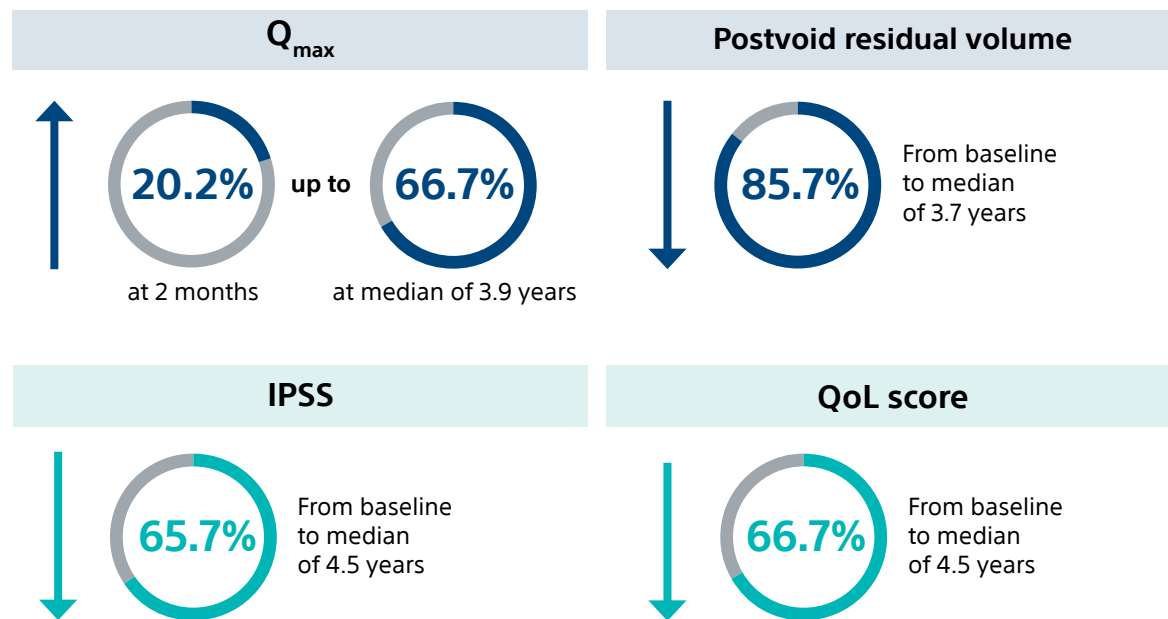 Qmax
20.2%
up to
66.7%
at 2 months
at median of 3.9 years
Postvoid residual volume
85.7%
From baseline
to median
of 3.7 years
IPSS
65.7%
From baseline
to median
of 4.5 years
QoL score
66.7%
From baseline
to median
of 4.5 years